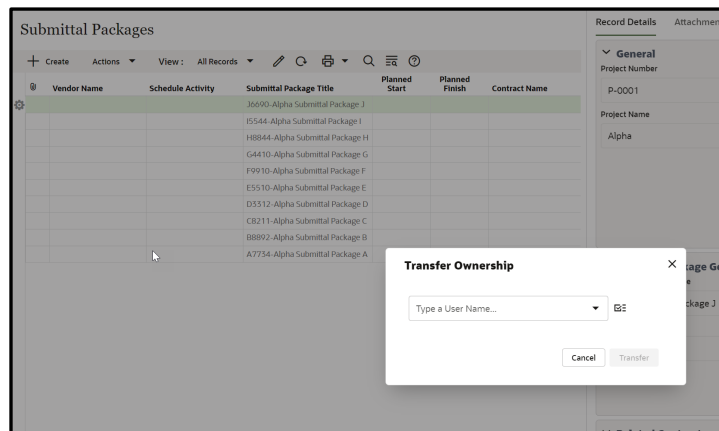 Submittal Packages
Create Actions View : All Records
Vendor Name Schedule Activity Submittal Package Title Planned Start Planned Finish Contract Name
J6690-Alpha Submittal Package J
I5544-Alpha Submittal Package I
H8844-Alpha Submittal Package H
G4410-Alpha Submittal Package G
F9910-Alpha Submittal Package F
E5510-Alpha Submittal Package E
D3312-Alpha Submittal Package D
C8211-Alpha Submittal Package C
B8892-Alpha Submittal Package B
A7734-Alpha Submittal Package A
Record Details Attachmen
General
Project Number
P-0001
Project Name
Alpha
kage Ge
e
ckage J
Transfer Ownership
Type a User Name...
Cancel Transfer